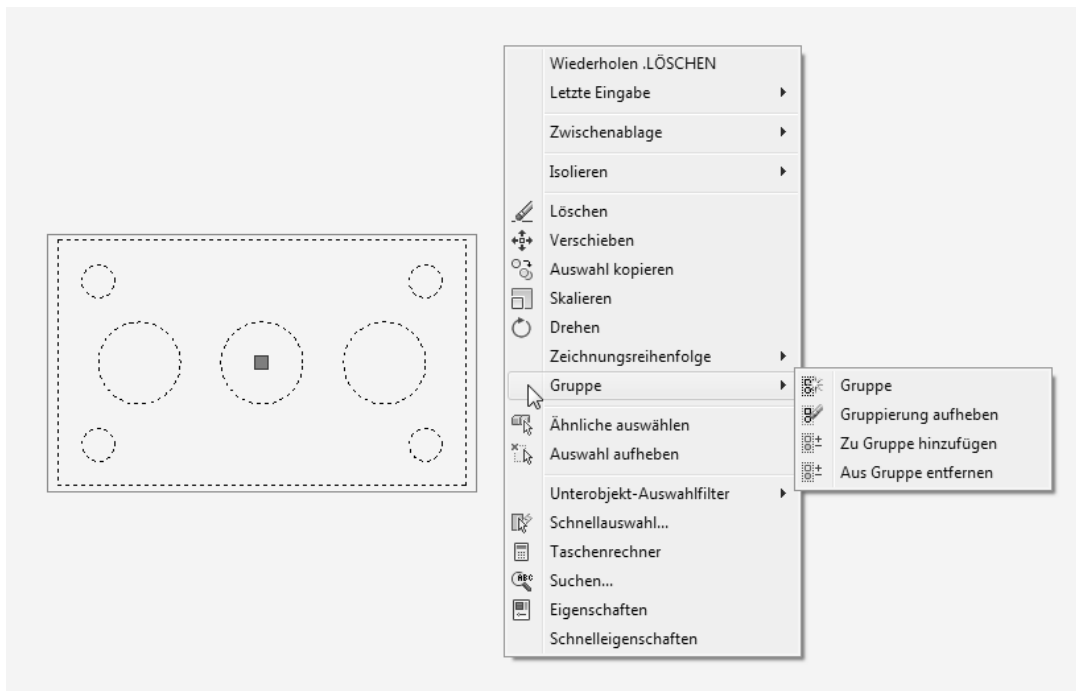 Wiederholen .LÖSCHEN
Letzte Eingabe
Zwischenablage
Isolieren
Löschen
Verschieben
Auswahl kopieren
Skalieren
Drehen
Zeichnungsreihenfolge
Gruppe
Gruppe
Gruppierung aufheben
Zu Gruppe hinzufügen
Aus Gruppe entfernen
Ähnliche auswählen
Auswahl aufheben
Unterobjekt-Auswahlfilter
Schnellauswahl...
Taschenrechner
ABC
Suchen...
Eigenschaften
Schnelleigenschaften